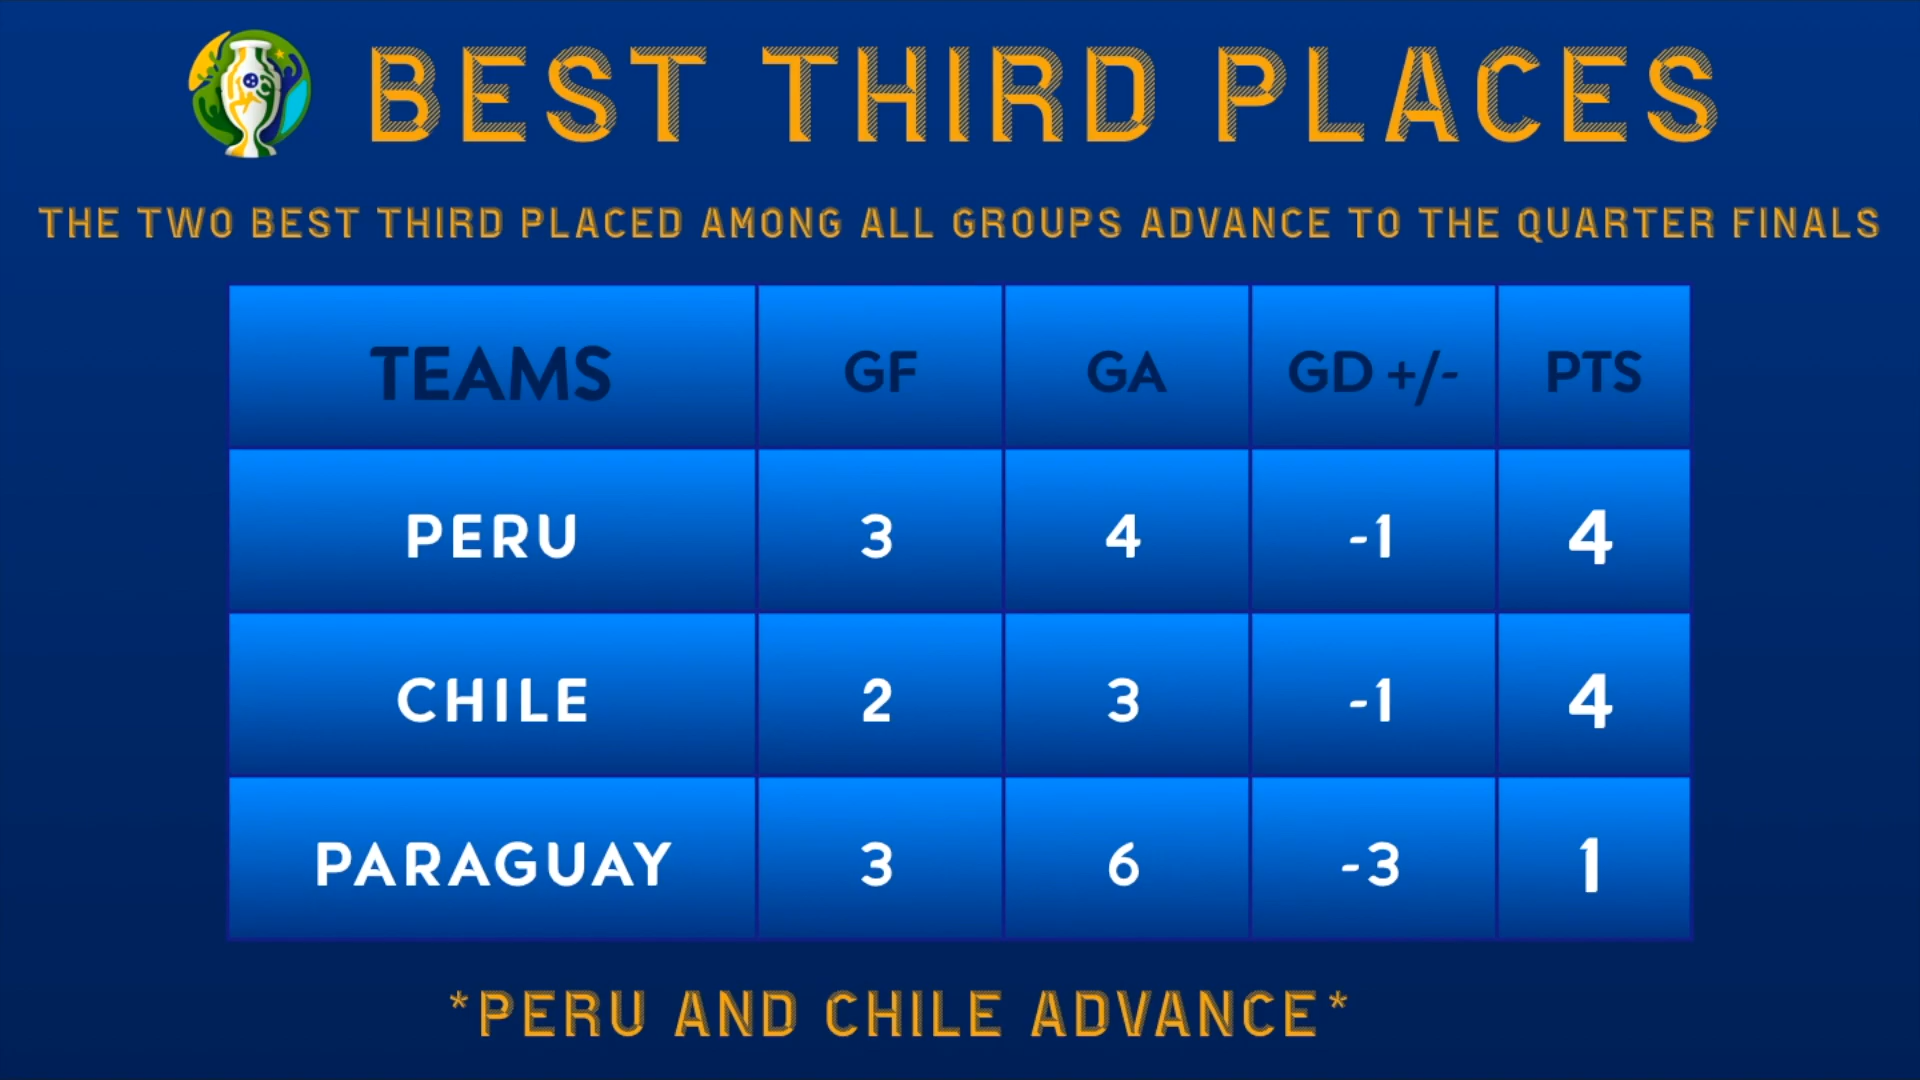 BEST THIRD PLACES
THE TWO BEST THIRD PLACED AMONG ALL GROUPS ADVANCE TO THE QUARTER FINALS
TEAMS GF GA GD +/- PTS
PERU 3 4 -1 4
CHILE 2 3 -1 4
PARAGUAY 3 6 -3 1
*PERU AND CHILE ADVANCE*